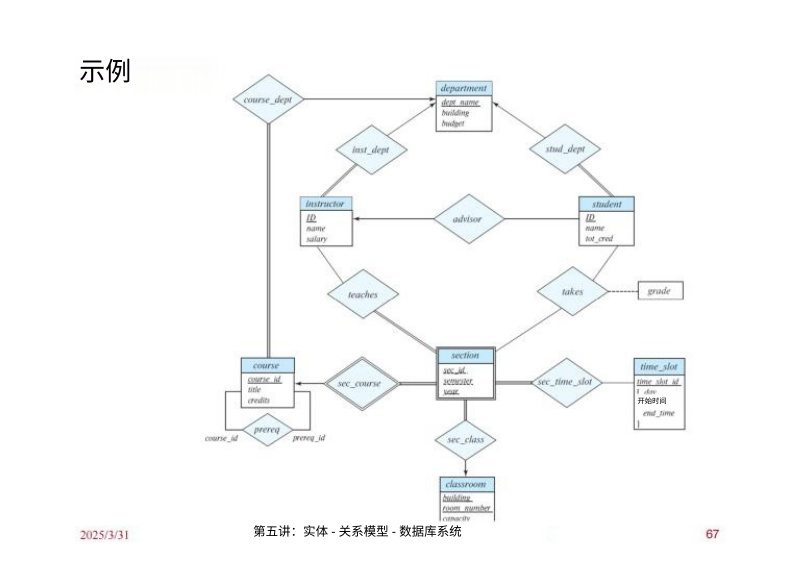 示例
course_dept
department
dept_name
building
budget
inst_dept
stud_dept
instructor
ID
name
salary
advisor
student
ID
name
tot_cred
teaches
takes
grade
course
course_id
title
credits
sec_course
section
sec_id
semester
year
sec_time_slot
time_slot
time_slot_id
{ day
开始时间
end_time
}
course_id
prereq
prereq_id
sec_class
classroom
building
room_number
capacity
2025/3/31
第五讲：实体 - 关系模型 - 数据库系统
67